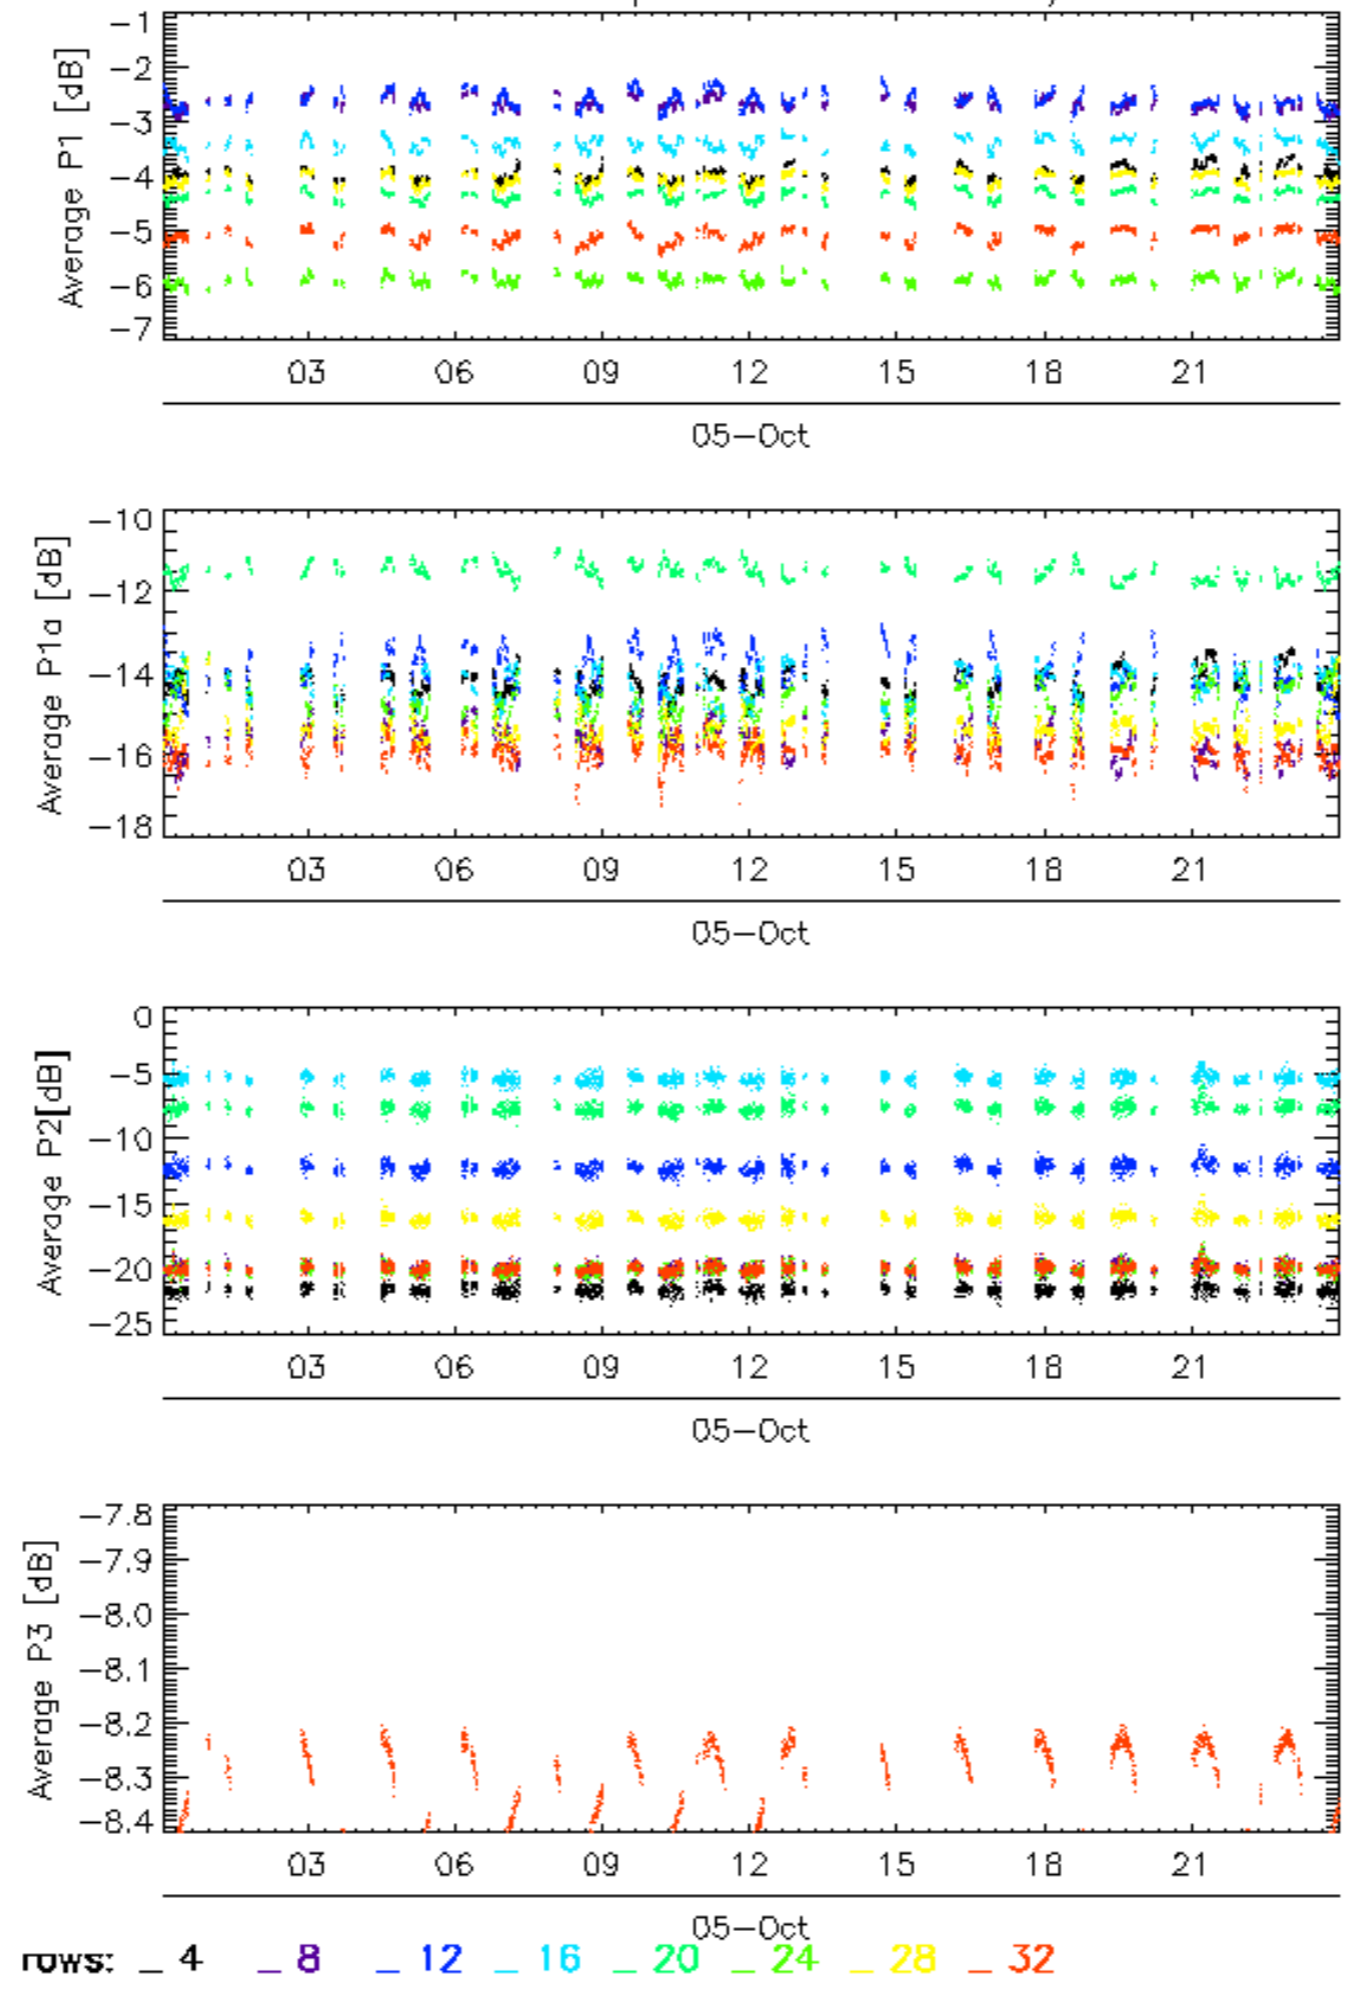 Average P1 [dB]
-1
-2
-3
-4
-5
-6
-7
03 06 09 12 15 18 21
05-Oct
Average P1a [dB]
-10
-12
-14
-16
-18
03 06 09 12 15 18 21
05-Oct
Average P2[dB]
0
-5
-10
-15
-20
-25
03 06 09 12 15 18 21
05-Oct
Average P3 [dB]
-7.8
-7.9
-8.0
-8.1
-8.2
-8.3
-8.4
03 06 09 12 15 18 21
05-Oct
rows: _ 4 _ 8 _ 12 _ 16 _ 20 _ 24 _ 28 _ 32